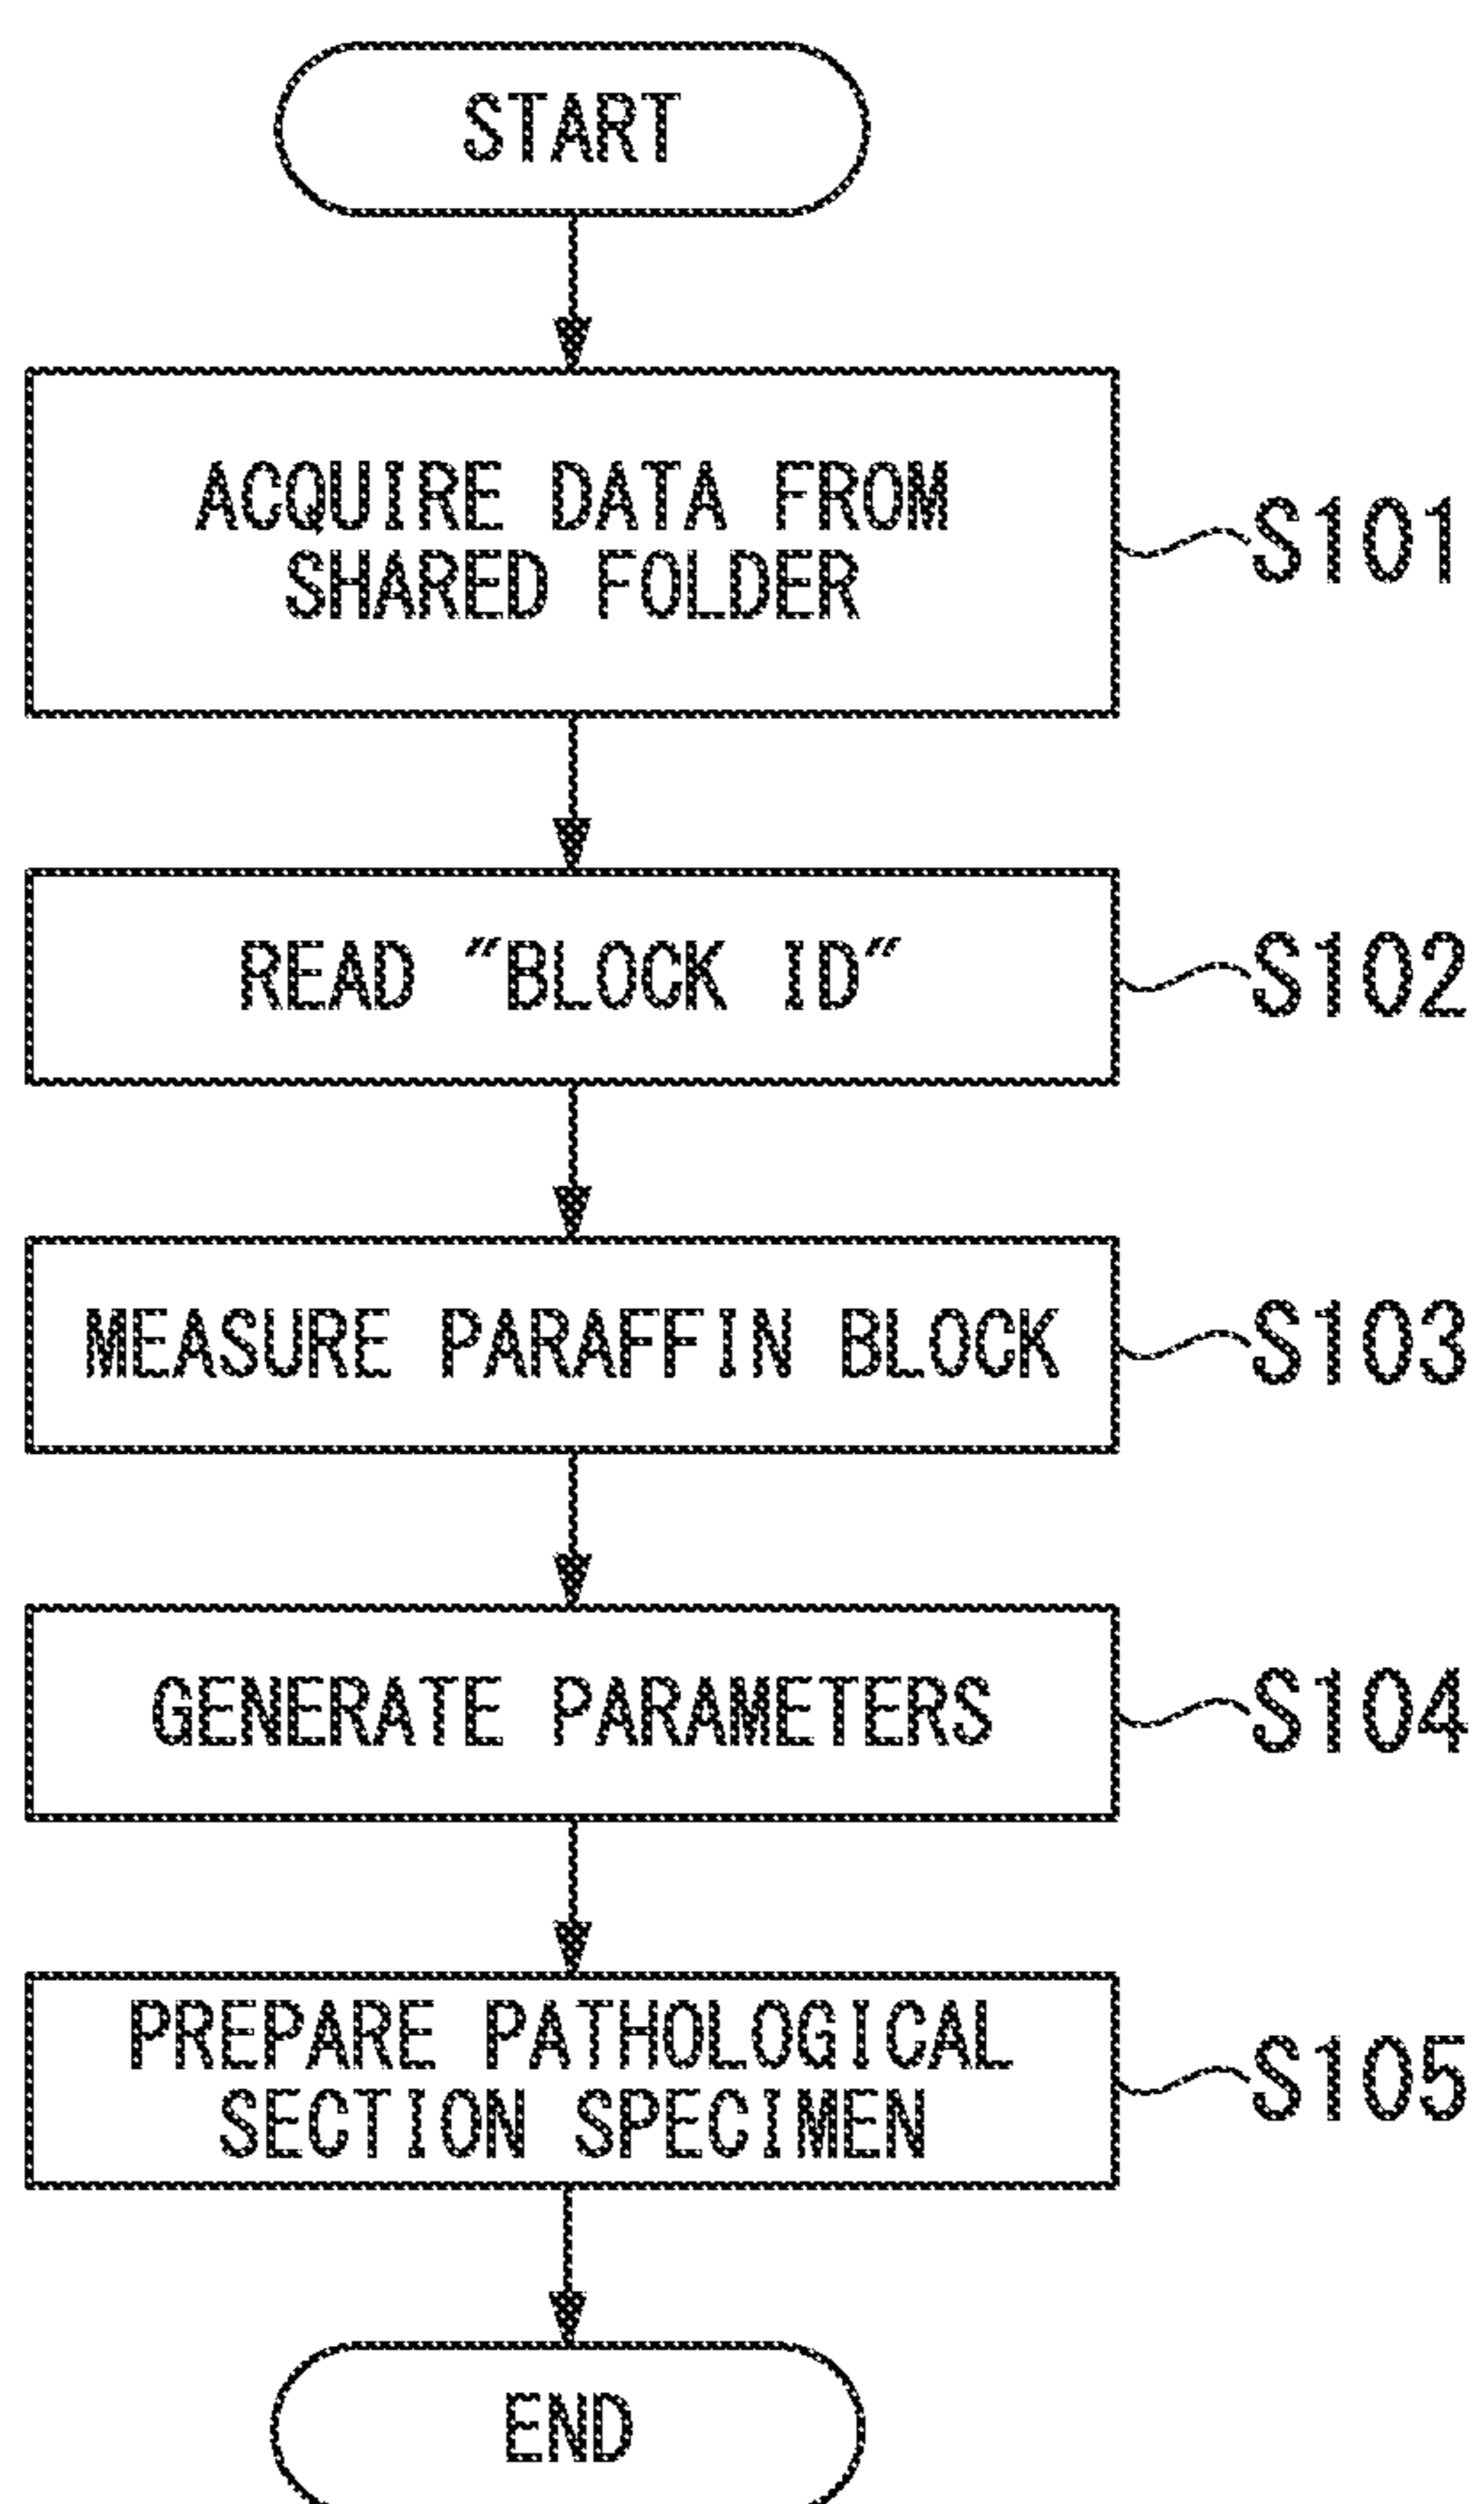 START
ACQUIRE DATA FROM
SHARED FOLDER
S101
READ "BLOCK ID"
S102
MEASURE PARAFFIN BLOCK
S103
GENERATE PARAMETERS
S104
PREPARE PATHOLOGICAL
SECTION SPECIMEN
S105
END